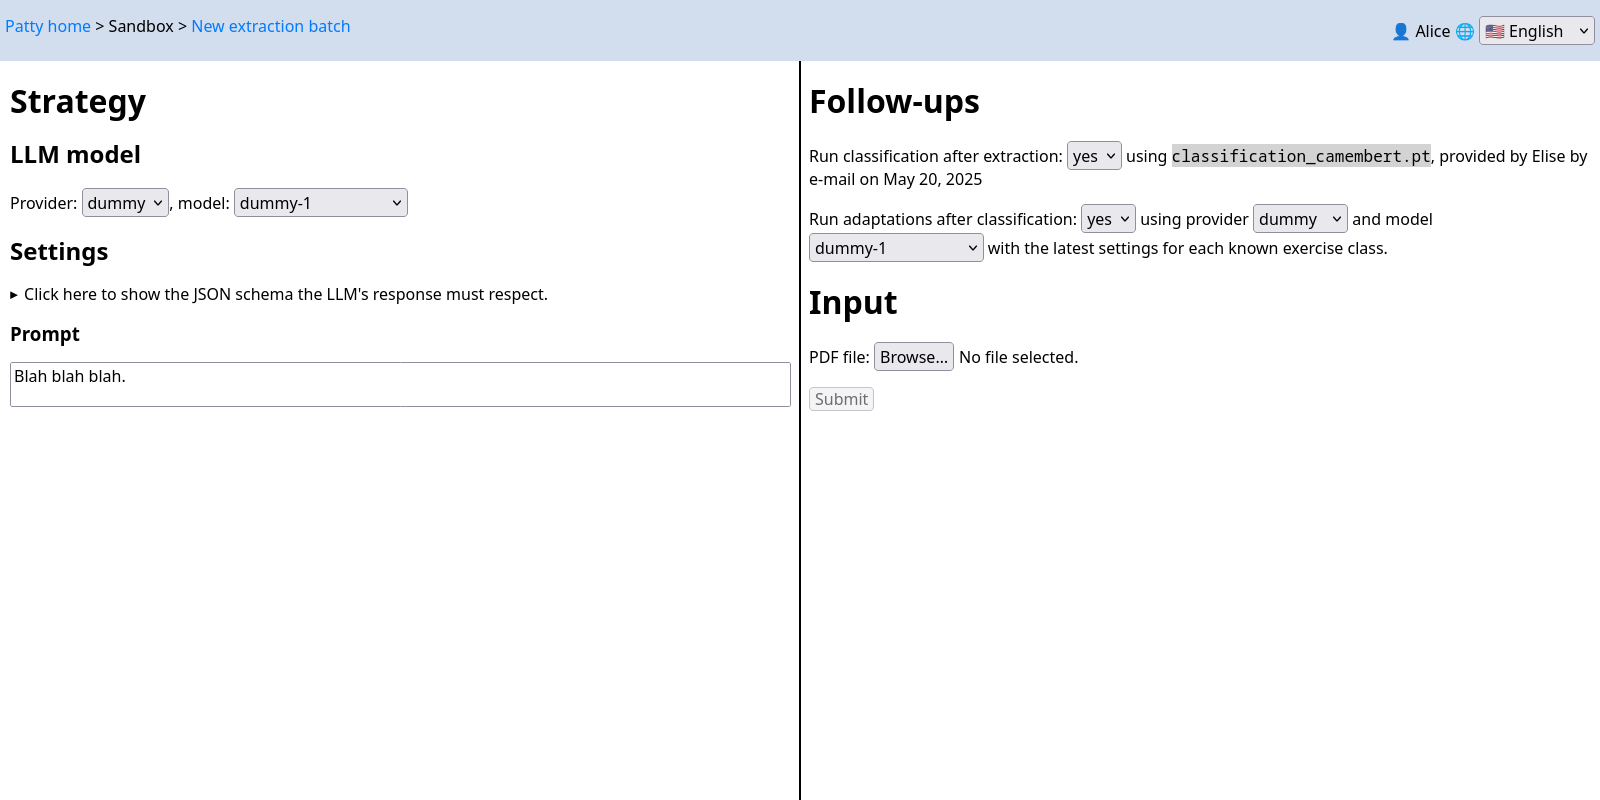 Patty home > Sandbox > New extraction batch
👤 Alice 🌐 🇺🇸 English
Strategy
LLM model
Provider: dummy, model: dummy-1
Settings
▸ Click here to show the JSON schema the LLM's response must respect.
Prompt
Blah blah blah.
Follow-ups
Run classification after extraction: yes using classification_camembert.pt, provided by Elise by
e-mail on May 20, 2025
Run adaptations after classification: yes using provider dummy and model
dummy-1 with the latest settings for each known exercise class.
Input
PDF file: Browse... No file selected.
Submit